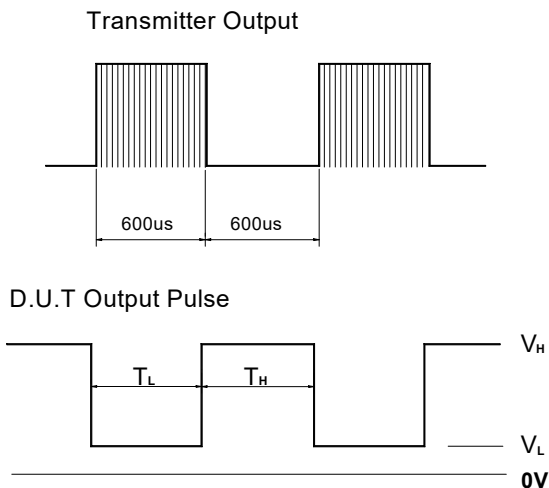 Transmitter Output
600us 600us
D.U.T Output Pulse
VH
TL TH
VL
0V